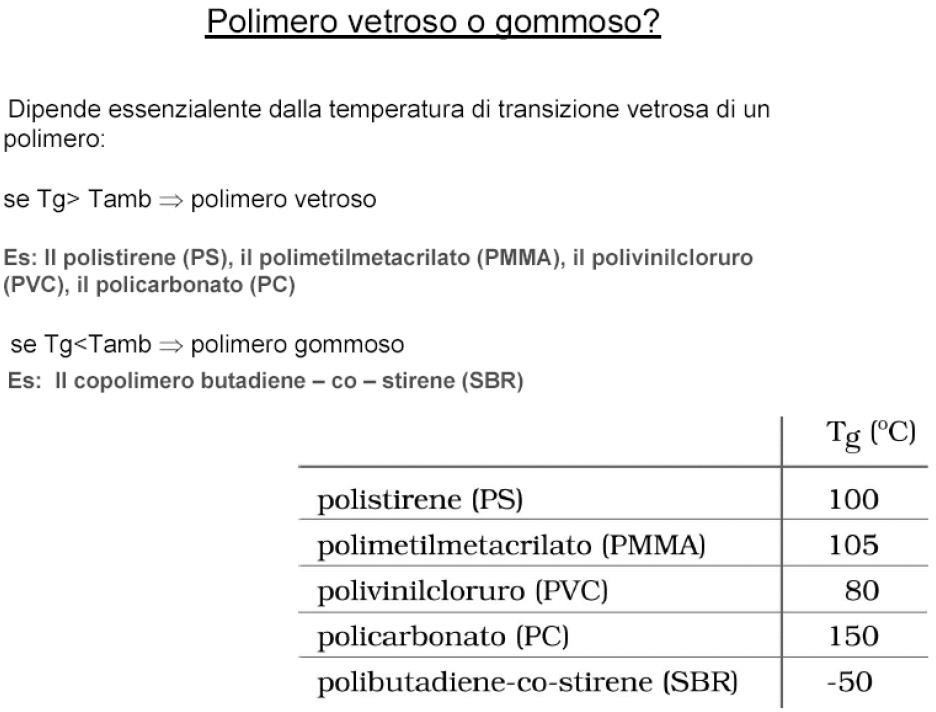 Polimero vetroso o gommoso?
Dipende essenzialente dalla temperatura di transizione vetrosa di un
polimero:
se Tg> Tamb ⇒ polimero vetroso
Es: Il polistirene (PS), il polimetilmetacrilato (PMMA), il polivinilcloruro
(PVC), il policarbonato (PC)
se Tg<Tamb ⇒ polimero gommoso
Es: Il copolimero butadiene – co – stirene (SBR)
Tg (ºC)
polistirene (PS) 100
polimetilmetacrilato (PMMA) 105
polivinilcloruro (PVC) 80
policarbonato (PC) 150
polibutadiene-co-stirene (SBR) -50